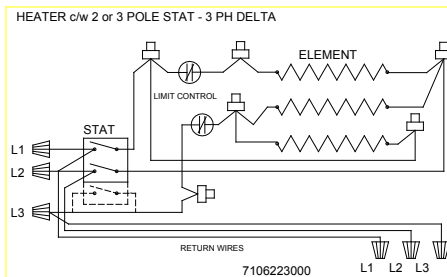 HEATER c/w 2 or 3 POLE STAT - 3 PH DELTA
ELEMENT
LIMIT CONTROL
STAT
L1
L2
L3
RETURN WIRES
L1 L2 L3
7106223000